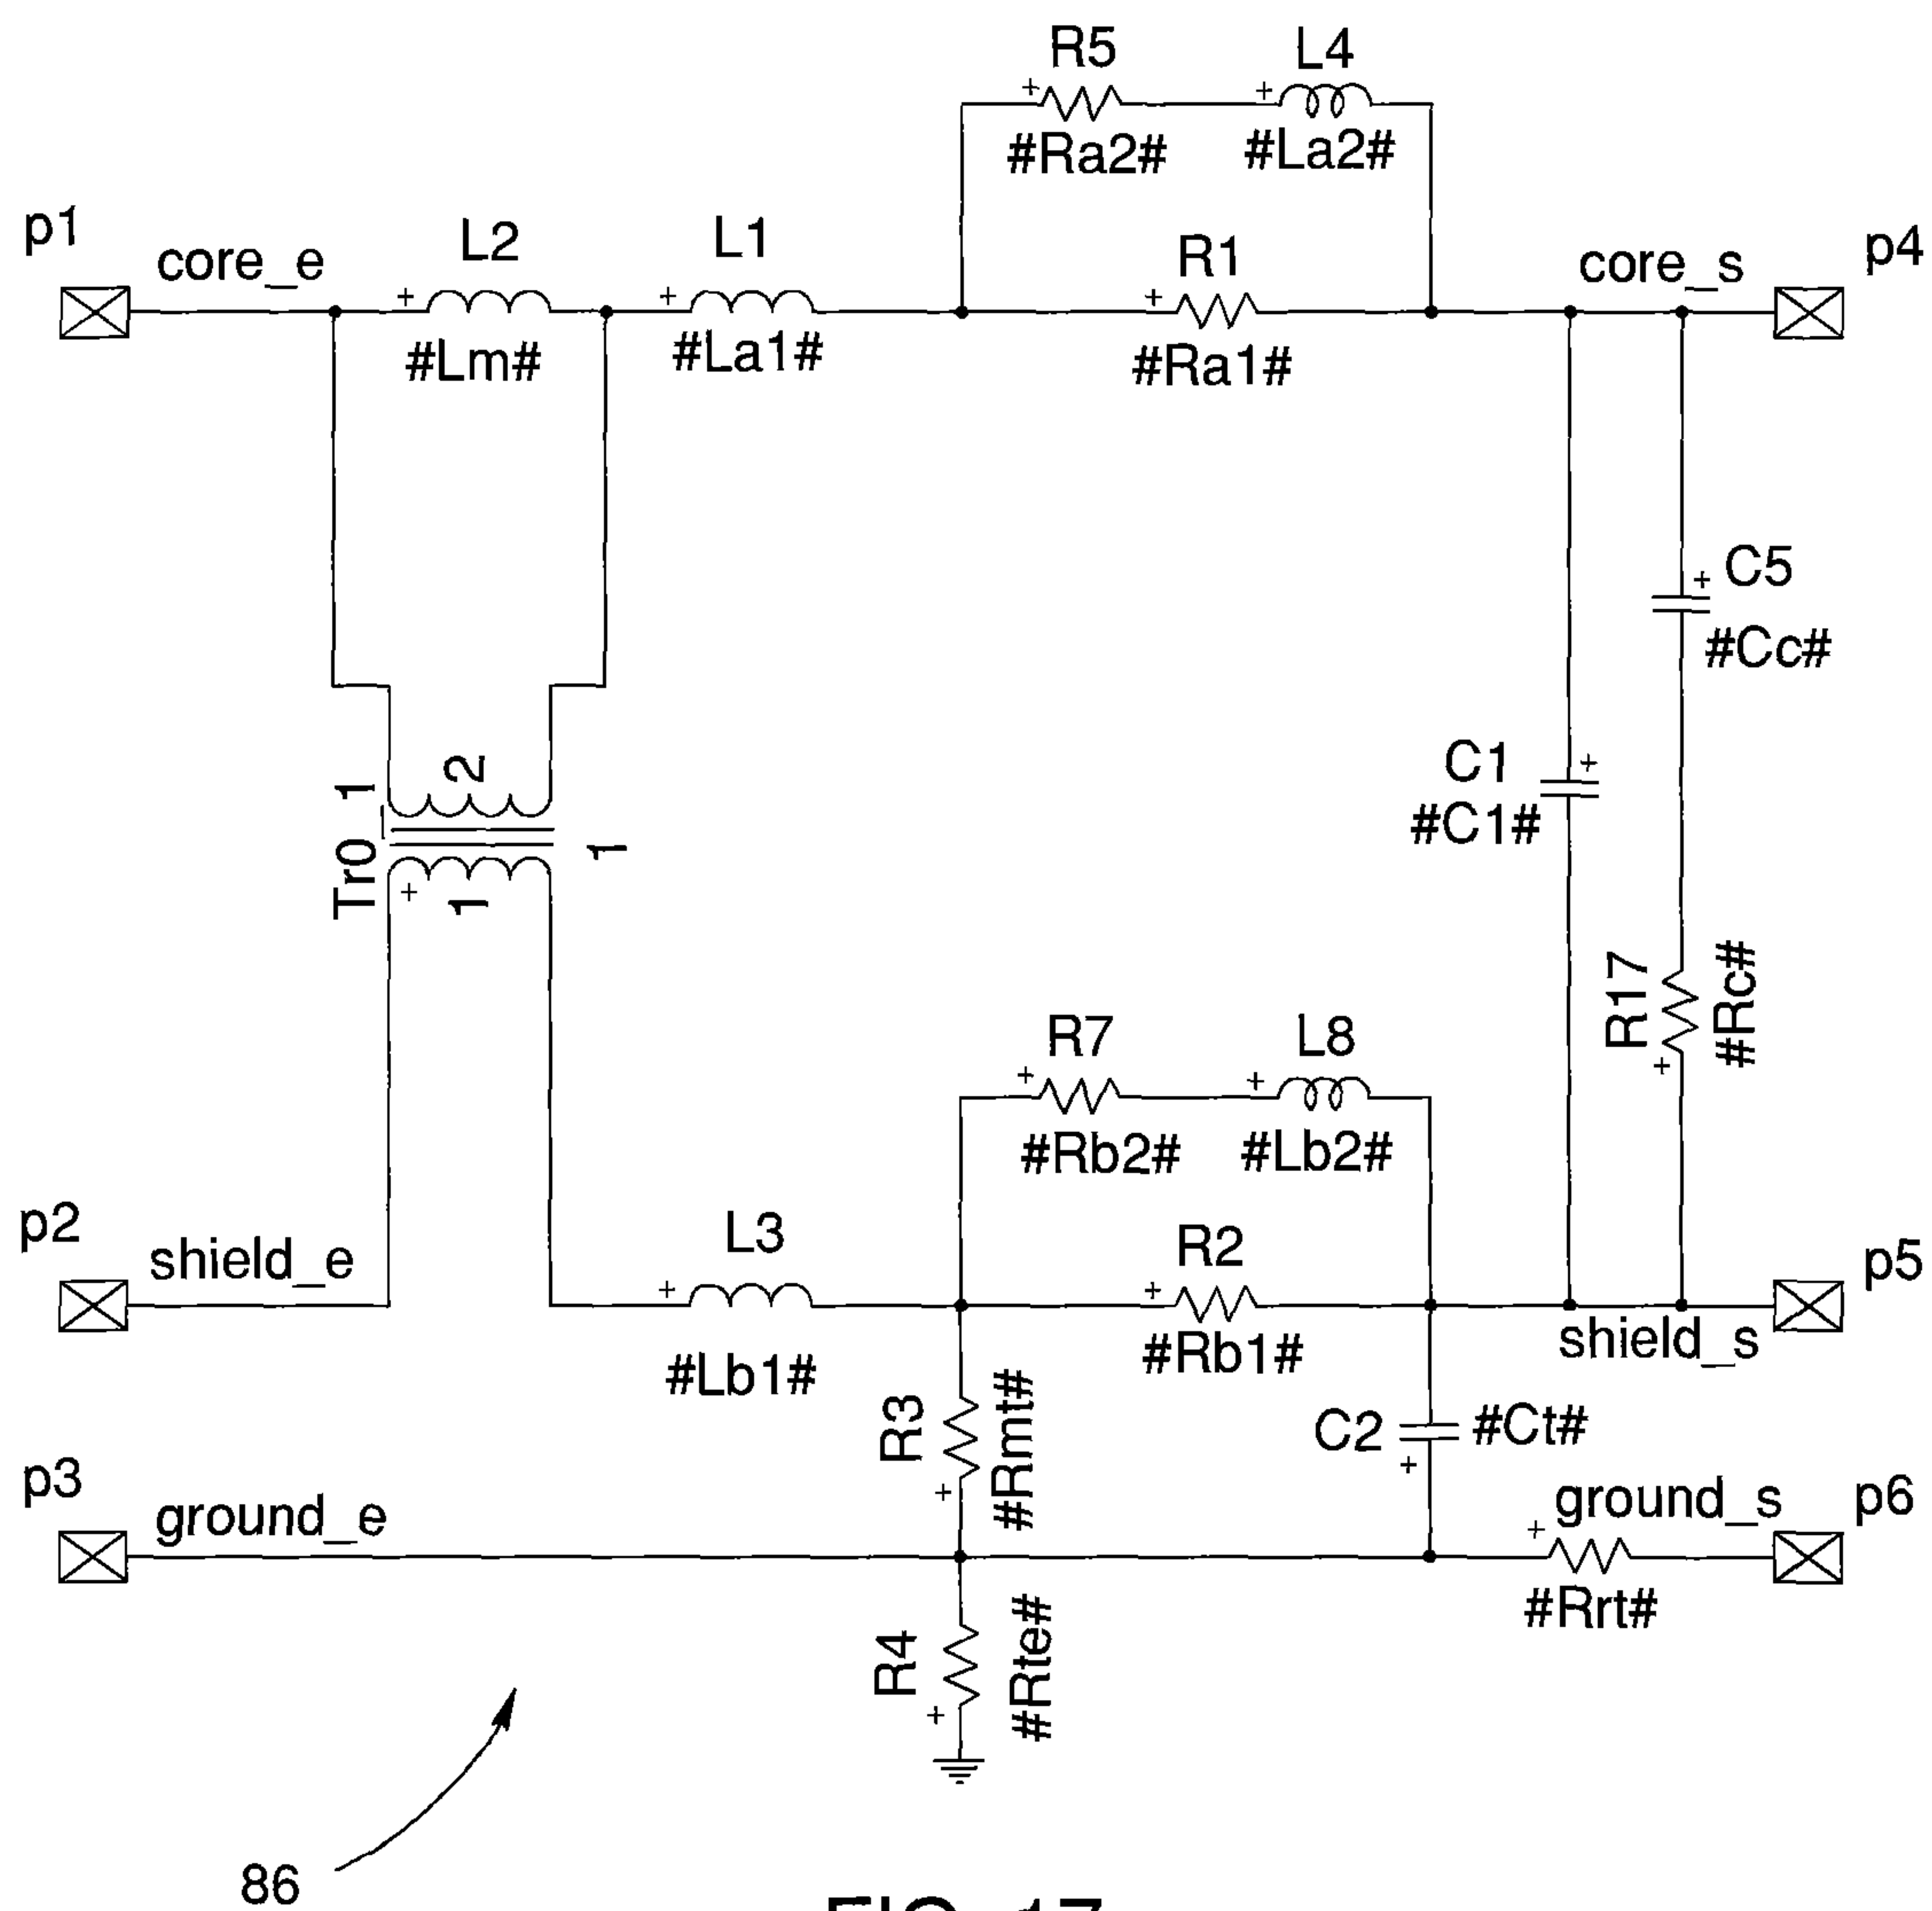 R5
L4
+
+
#Ra2#
#La2#
p1
core_e
L2
L1
R1
core_s
p4
+
+
+
#Lm#
#La1#
#Ra1#
C5
+
#Cc#
C1
+
#C1#
Tr0_1
2
1
1
+
R17
#Rc#
+
R7
L8
+
+
#Rb2#
#Lb2#
p2
shield_e
L3
R2
p5
+
+
shield_s
#Lb1#
#Rb1#
R3
#Rmt#
+
C2
#Ct#
+
p3
ground_e
ground_s
p6
+
#Rrt#
R4
#Rte#
+
86
FIG. 17